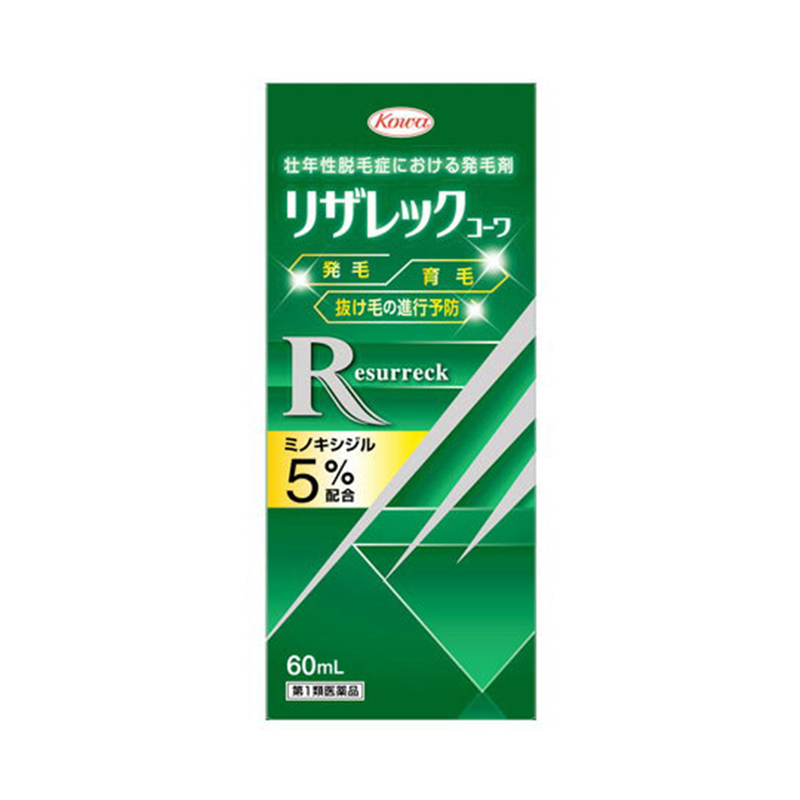 Kowa
壮年性脱毛症における発毛剤
リザレックコーワ
発毛
育毛
抜け毛の進行予防
Resurreck
ミノキシジル
5%配合
60mL
第1類医薬品